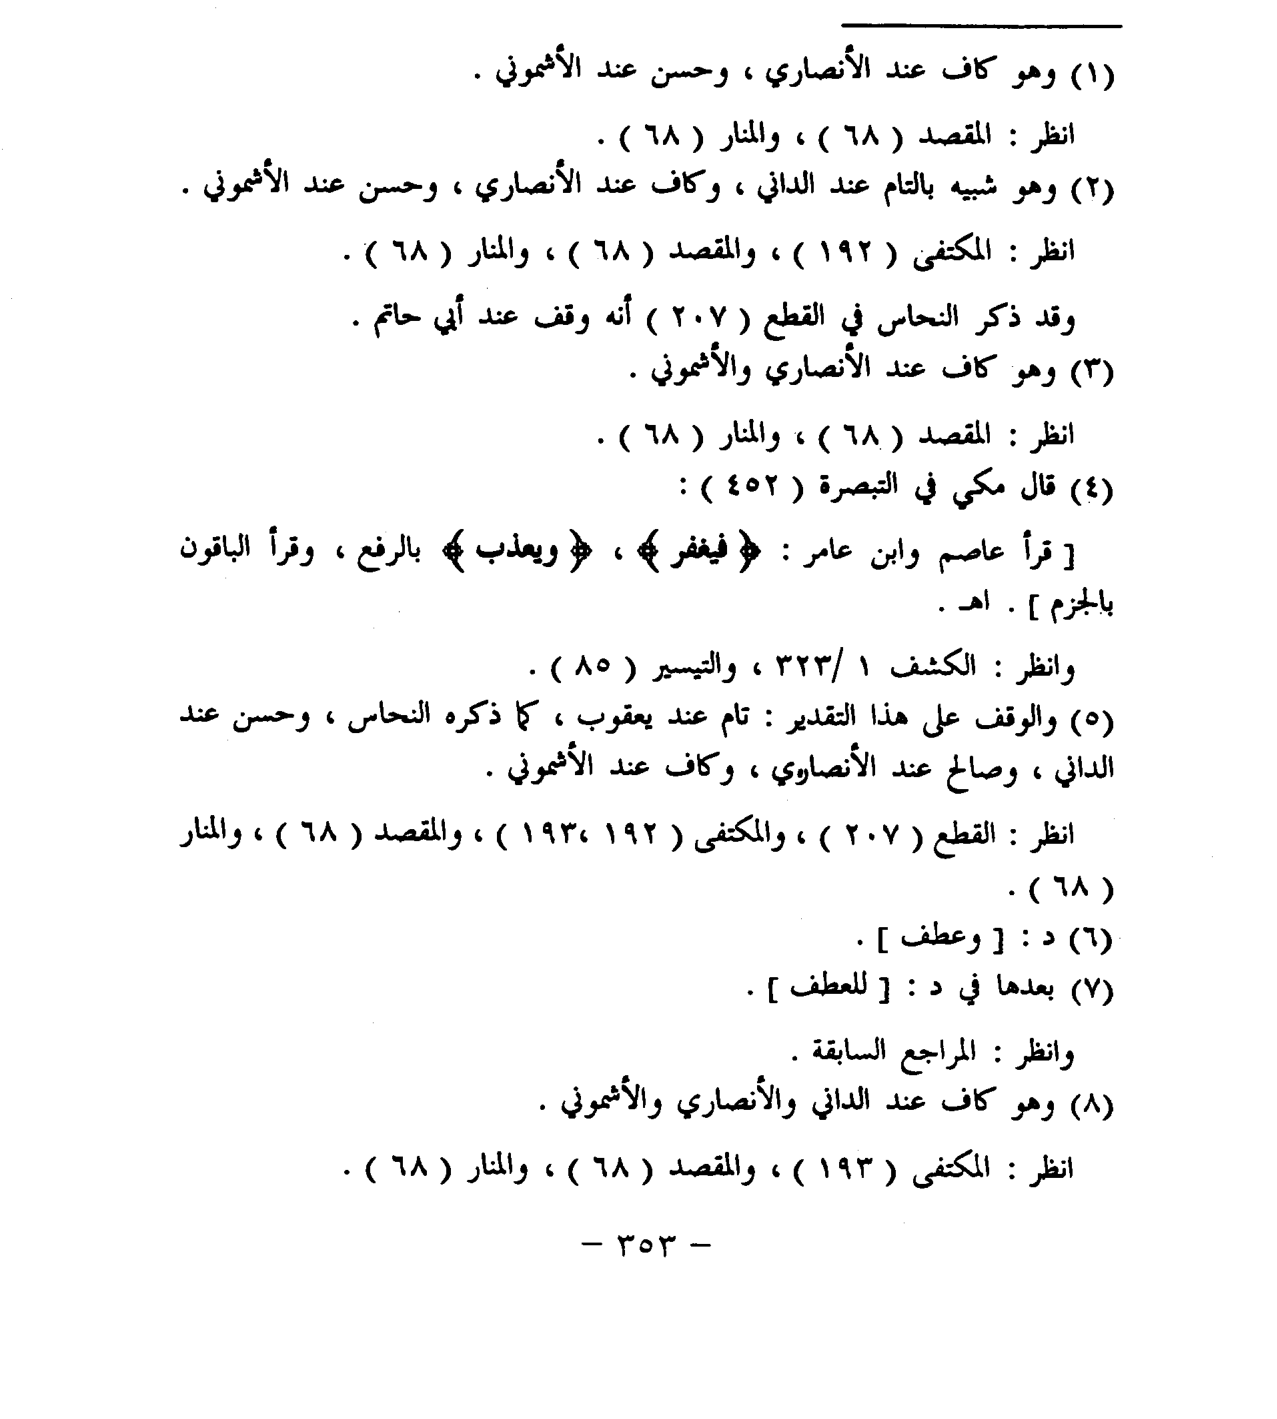 (١) وهو كاف عند الأنصاري ، وحسن عند الأشموني .
انظر : المقصد ( ٦٨ ) ، والمنار ( ٦٨ ) .
(٢) وهو شبيه بالتام عند الداني ، وكاف عند الأنصاري ، وحسن عند الأشموني .
انظر : المكتفى ( ١٩٢ ) ، والمقصد ( ٦٨ ) ، والمنار ( ٦٨ ) .
وقد ذكر النحاس في القطع ( ٢٠٧ ) أنه وقف عند أبي حاتم .
(٣) وهو كاف عند الأنصاري والأشموني .
انظر : المقصد ( ٦٨ ) ، والمنار ( ٦٨ ) .
(٤) قال مكي في التبصرة ( ٤٥٢ ) :
[ قرأ عاصم وابن عامر : ﴿ فيغفر ﴾ ، ﴿ ويعذب ﴾ بالرفع ، وقرأ الباقون
بالجزم ] . اهـ .
وانظر : الكشف ١ /٣٢٣ ، والتيسير ( ٨٥ ) .
(٥) والوقف على هذا التقدير : تام عند يعقوب ، كما ذكره النحاس ، وحسن عند
الداني ، وصالح عند الأنصاري ، وكاف عند الأشموني .
انظر : القطع ( ٢٠٧ ) ، والمكتفى ( ١٩٢ ،١٩٣ ) ، والمقصد ( ٦٨ ) ، والمنار
( ٦٨ ) .
(٦) د : [ وعطف ] .
(٧) بعدها في د : [ للعطف ] .
وانظر : المراجع السابقة .
(٨) وهو كاف عند الداني والأنصاري والأشموني .
انظر : المكتفى ( ١٩٣ ) ، والمقصد ( ٦٨ ) ، والمنار ( ٦٨ ) .
– ٣٥٣ –